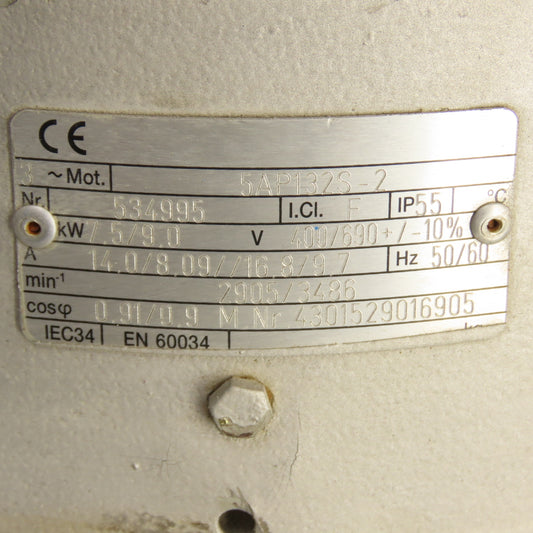 CE
3 ~ Mot. 5AP132S-2
Nr. 534995 I.Cl. F IP 55 °C
kW 7.5/9.0 V 400/690 +/-10%
A 14.0/8.09//16.8/9.7 Hz 50/60
min-1 2905/3486
cosφ 0.91/0.9 M.Nr 4301529016905
IEC34 EN 60034